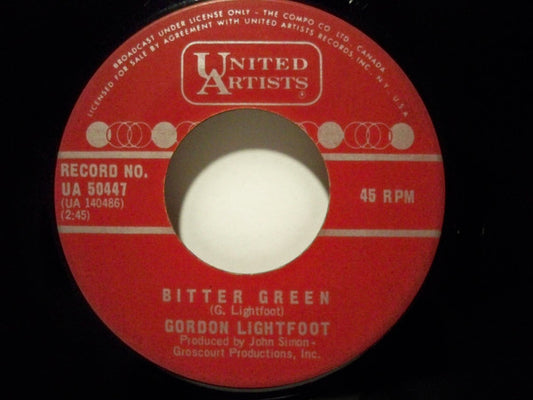 BROADCAST UNDER LICENSE ONLY - THE COMPO CO. LTD., CANADA
LICENSED FOR SALE BY AGREEMENT WITH UNITED ARTISTS RECORDS, INC., N.Y., U.S.A.
UNITED
ARTISTS
RECORD NO.
UA 50447
(UA 140486)
(2:45)
45 RPM
BITTER GREEN
(G. Lightfoot)
GORDON LIGHTFOOT
Produced by John Simon-
Groscourt Productions, Inc.